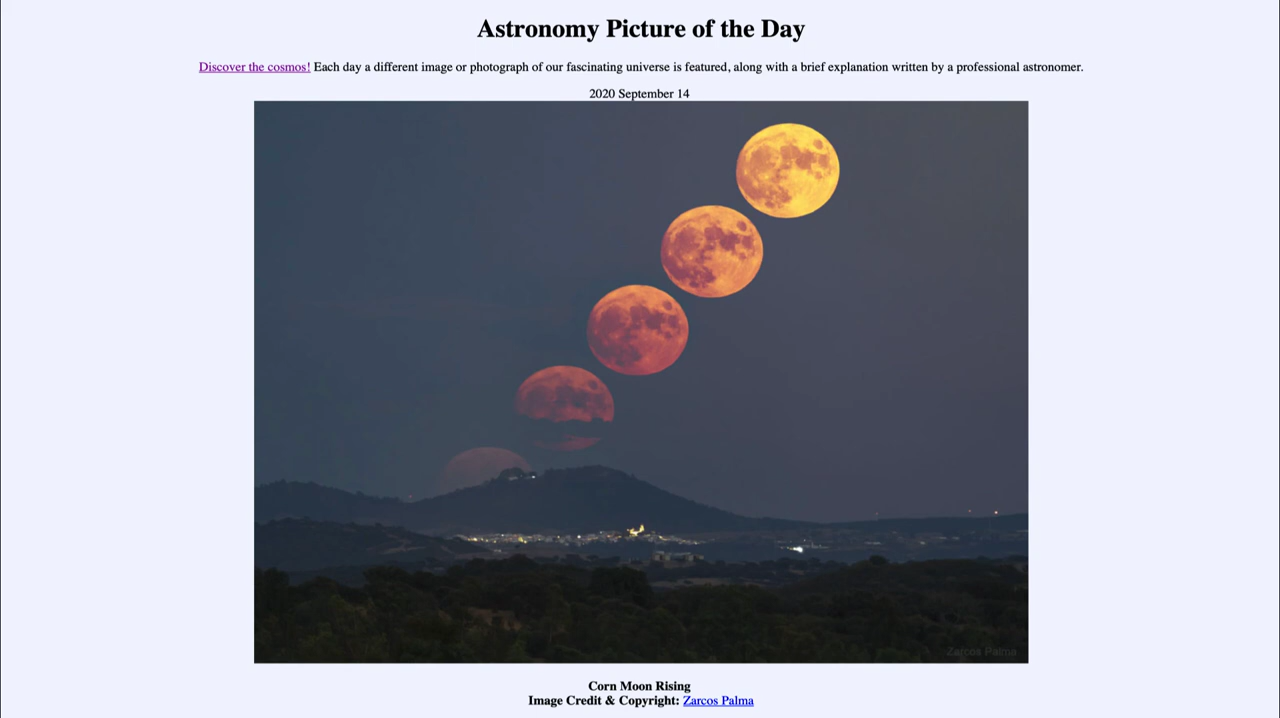 Astronomy Picture of the Day
Discover the cosmos! Each day a different image or photograph of our fascinating universe is featured, along with a brief explanation written by a professional astronomer.
2020 September 14
Zarcos Palma
Corn Moon Rising
Image Credit & Copyright: Zarcos Palma